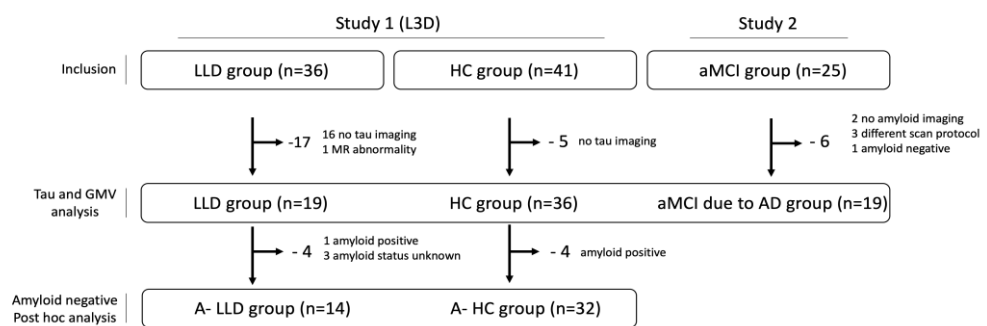 Study 1 (L3D)
Study 2
Inclusion
LLD group (n=36)
HC group (n=41)
aMCI group (n=25)
-17
16 no tau imaging
1 MR abnormality
- 5
no tau imaging
- 6
2 no amyloid imaging
3 different scan protocol
1 amyloid negative
Tau and GMV
analysis
LLD group (n=19)
HC group (n=36)
aMCI due to AD group (n=19)
- 4
1 amyloid positive
3 amyloid status unknown
- 4
amyloid positive
Amyloid negative
Post hoc analysis
A- LLD group (n=14)
A- HC group (n=32)